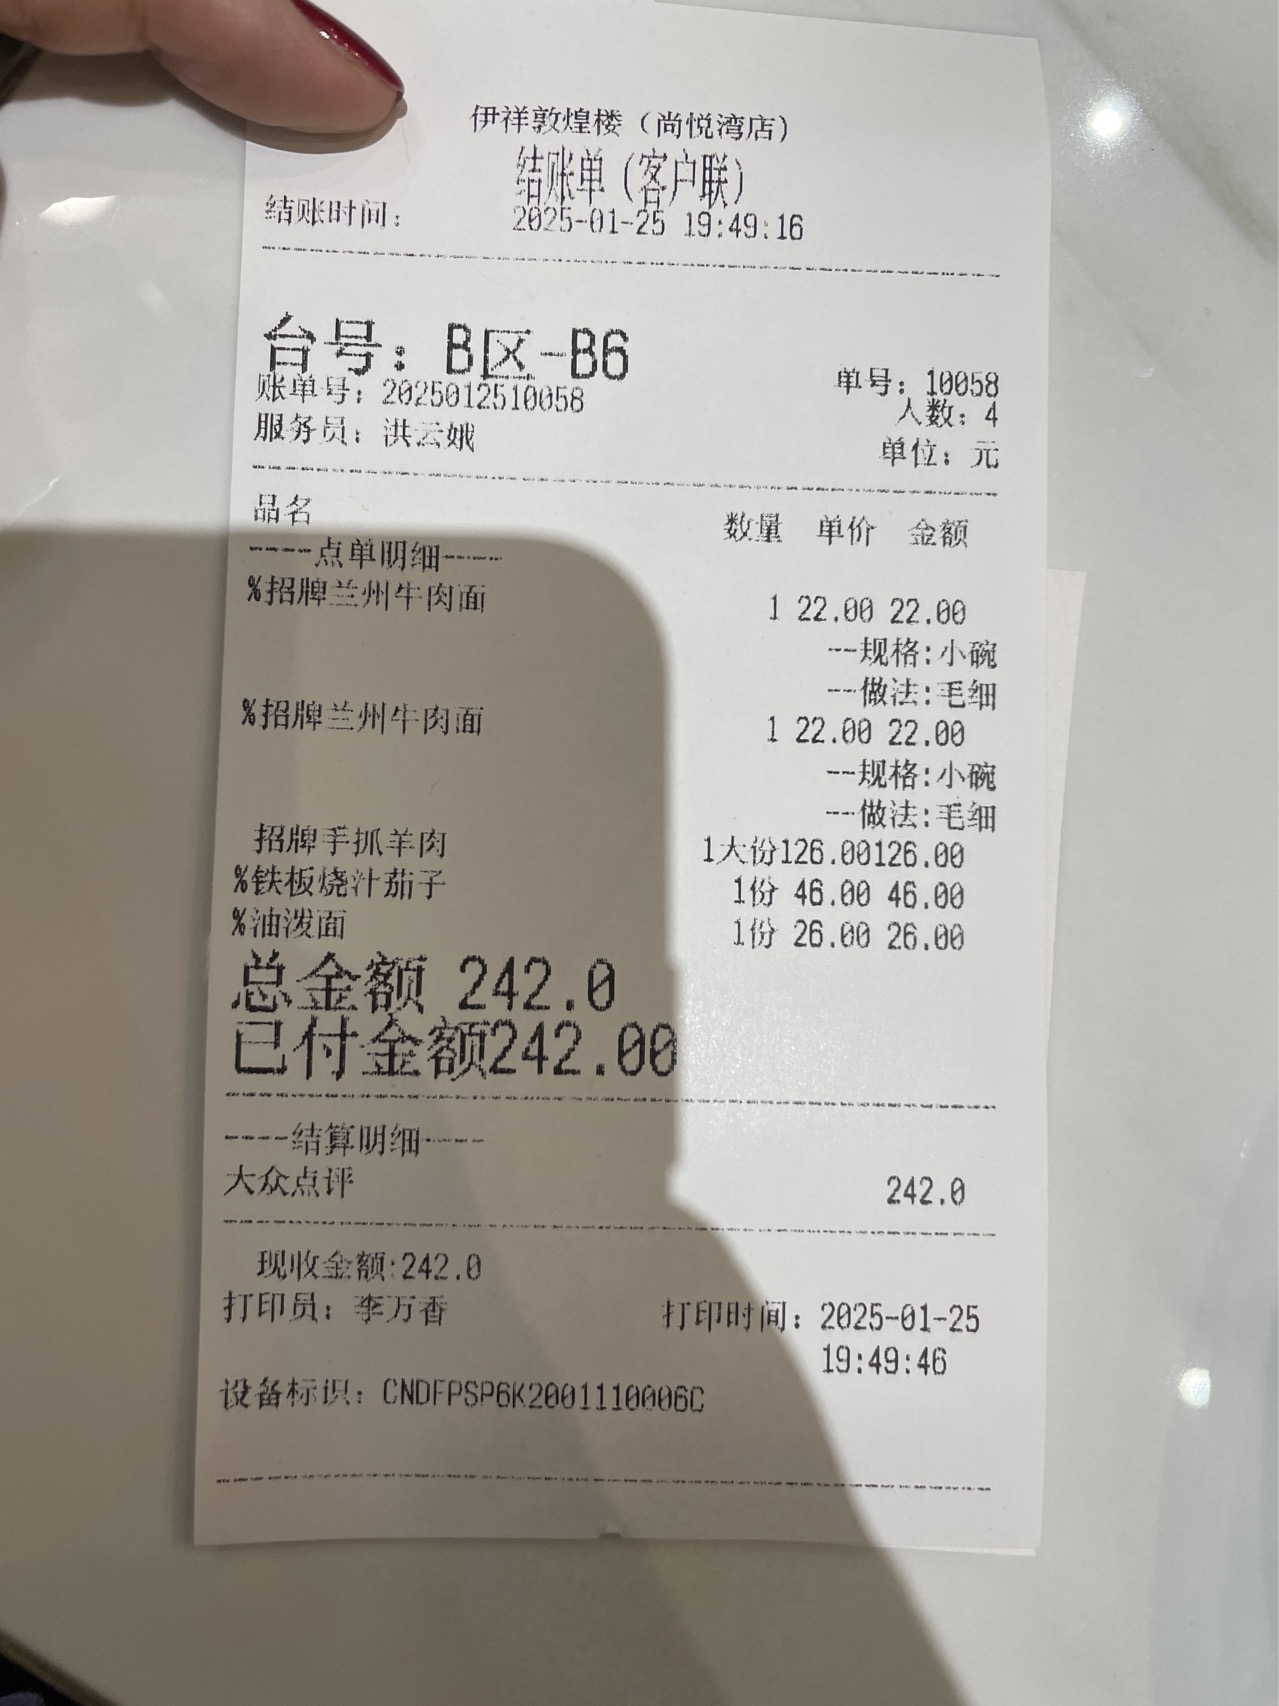 伊祥敦煌楼（尚悦湾店）
结账单（客户联）
结账时间： 2025-01-25 19:49:16
台号：B区-B6
账单号：2025012510058 单号：10058
人数：4
服务员：洪云娥 单位：元
品名 数量 单价 金额
----点单明细----
%招牌兰州牛肉面 1 22.00 22.00
--规格:小碗
--做法:毛细
%招牌兰州牛肉面 1 22.00 22.00
--规格:小碗
--做法:毛细
招牌手抓羊肉 1大份126.00126.00
%铁板烧汁茄子 1份 46.00 46.00
%油泼面 1份 26.00 26.00
总金额 242.0
已付金额242.00
----结算明细----
大众点评 242.0
现收金额:242.0
打印员：李万香 打印时间：2025-01-25
19:49:46
设备标识：CNDFPSP6K2001110006C